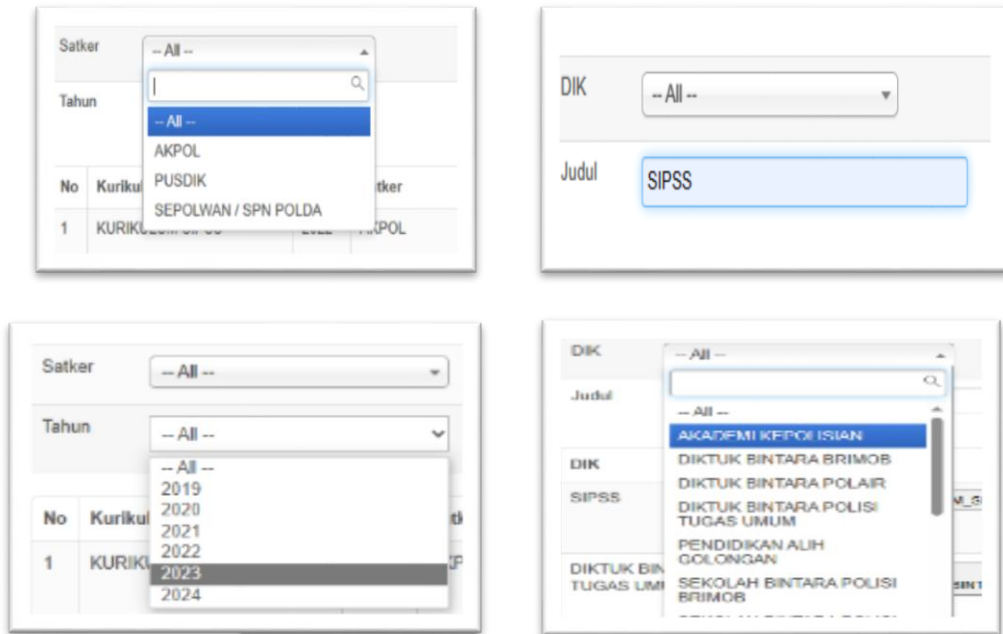 Satker -- All --
Tahun
-- All --
AKPOL
PUSDIK
SEPOLWAN / SPN POLDA
No Kurikul tker
1 2022 AKPOL
DIK -- All --
Judul SIPSS
Satker -- All --
Tahun -- All --
-- All --
2019
2020
2021
2022
2023
2024
No Kurikul
1 KURIK
DIK -- All --
Judul
-- All --
AKADEMI KEPOLISIAN
DIK DIKTUK BINTARA BRIMOB
DIKTUK BINTARA POLAIR
SIPSS DIKTUK BINTARA POLISI
TUGAS UMUM
PENDIDIKAN ALIH
GOLONGAN
DIKTUK BIN
TUGAS UM SEKOLAH BINTARA POLISI
BRIMOB